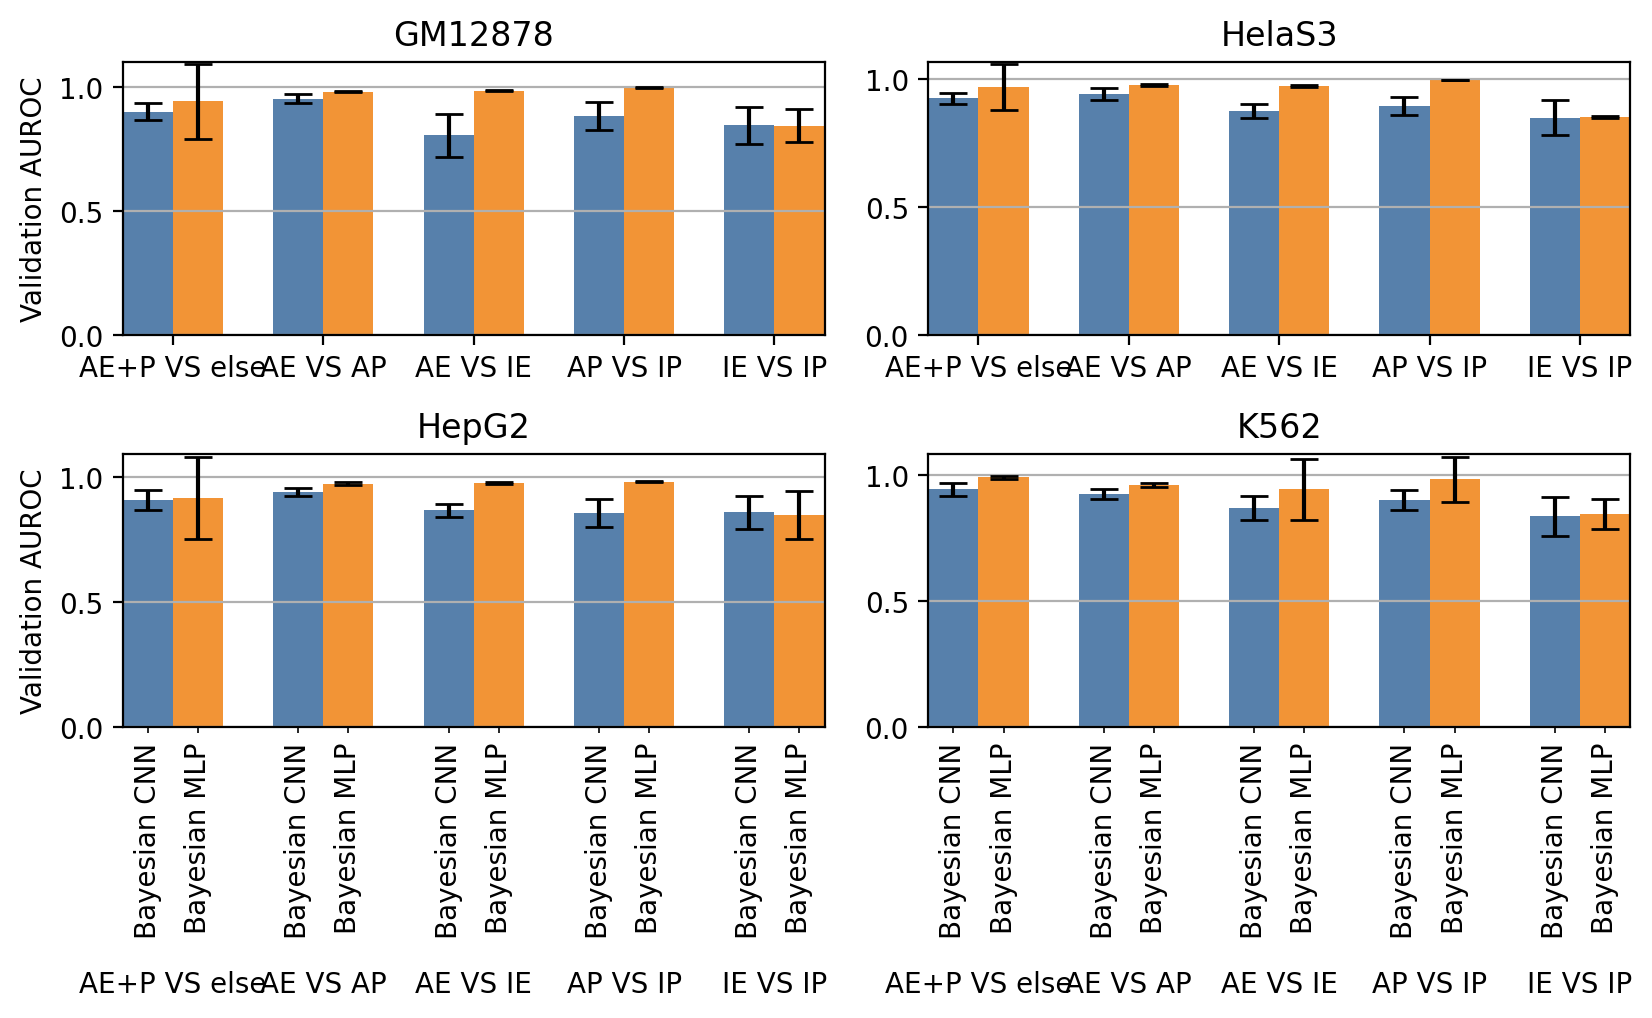 GM12878
HelaS3
Validation AUROC
1.0
0.5
0.0
AE+P VS else
AE VS AP
AE VS IE
AP VS IP
IE VS IP
1.0
0.5
0.0
AE+P VS else
AE VS AP
AE VS IE
AP VS IP
IE VS IP
HepG2
K562
Validation AUROC
1.0
0.5
0.0
Bayesian CNN
Bayesian MLP
Bayesian CNN
Bayesian MLP
Bayesian CNN
Bayesian MLP
Bayesian CNN
Bayesian MLP
Bayesian CNN
Bayesian MLP
AE+P VS else
AE VS AP
AE VS IE
AP VS IP
IE VS IP
1.0
0.5
0.0
Bayesian CNN
Bayesian MLP
Bayesian CNN
Bayesian MLP
Bayesian CNN
Bayesian MLP
Bayesian CNN
Bayesian MLP
Bayesian CNN
Bayesian MLP
AE+P VS else
AE VS AP
AE VS IE
AP VS IP
IE VS IP